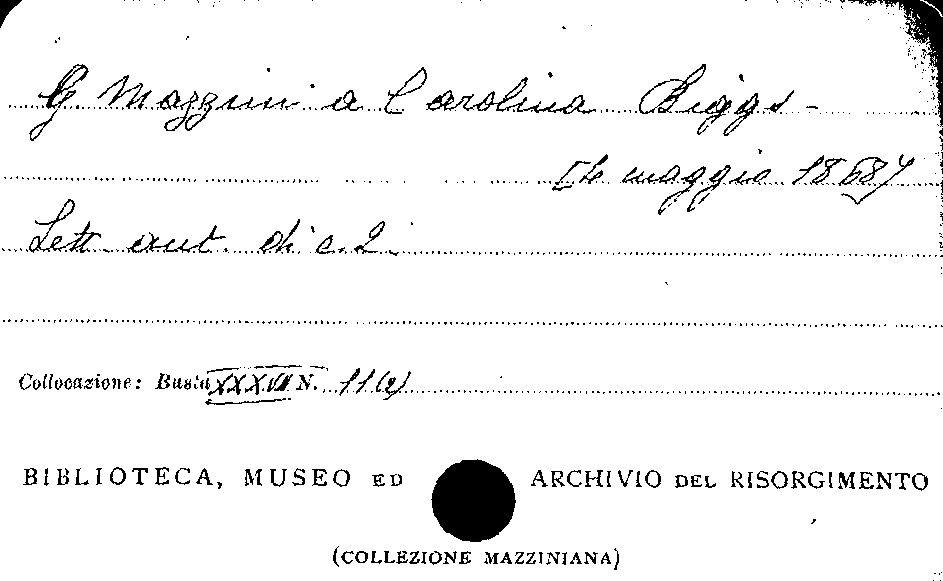 G. Mazzini a Carolina Biggs -
[4 maggio 1868]
Lett. aut. di c. 2.
Collocazione: Busta XXXVI N. 11(2)
BIBLIOTECA, MUSEO ED ARCHIVIO DEL RISORGIMENTO
(COLLEZIONE MAZZINIANA)